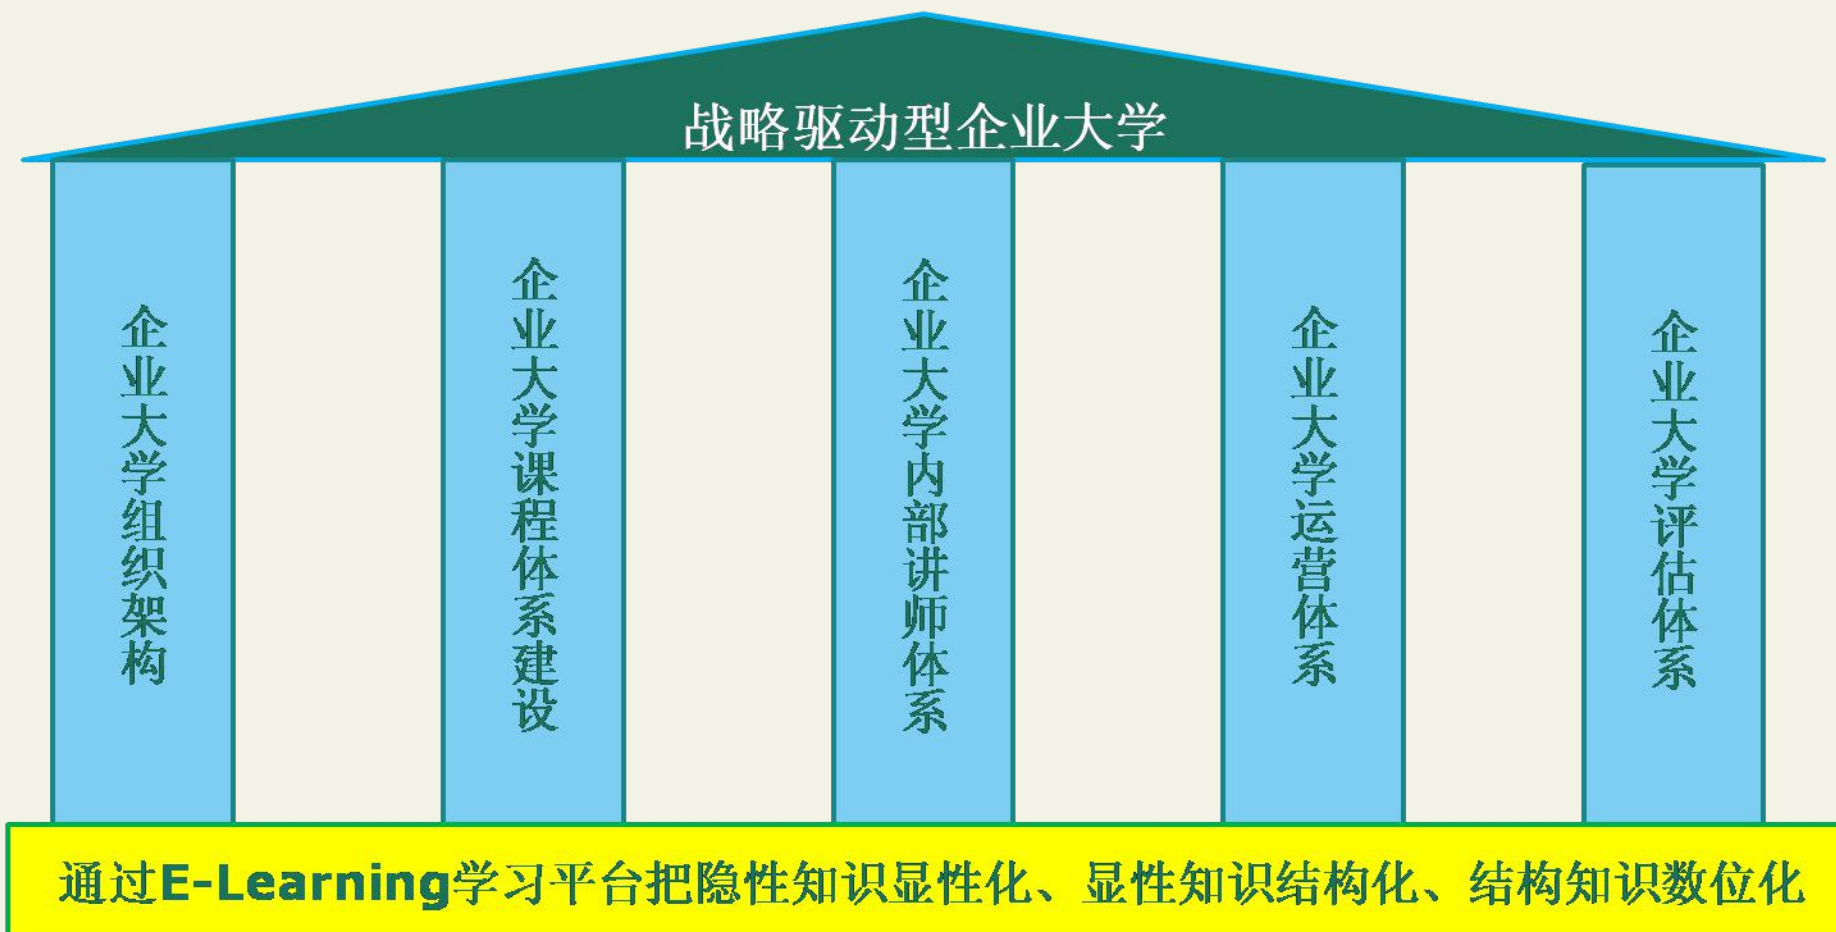 战略驱动型企业大学
企业大学组织架构
企业大学课程体系建设
企业大学内部讲师体系
企业大学运营体系
企业大学评估体系
通过E-Learning学习平台把隐性知识显性化、显性知识结构化、结构知识数位化